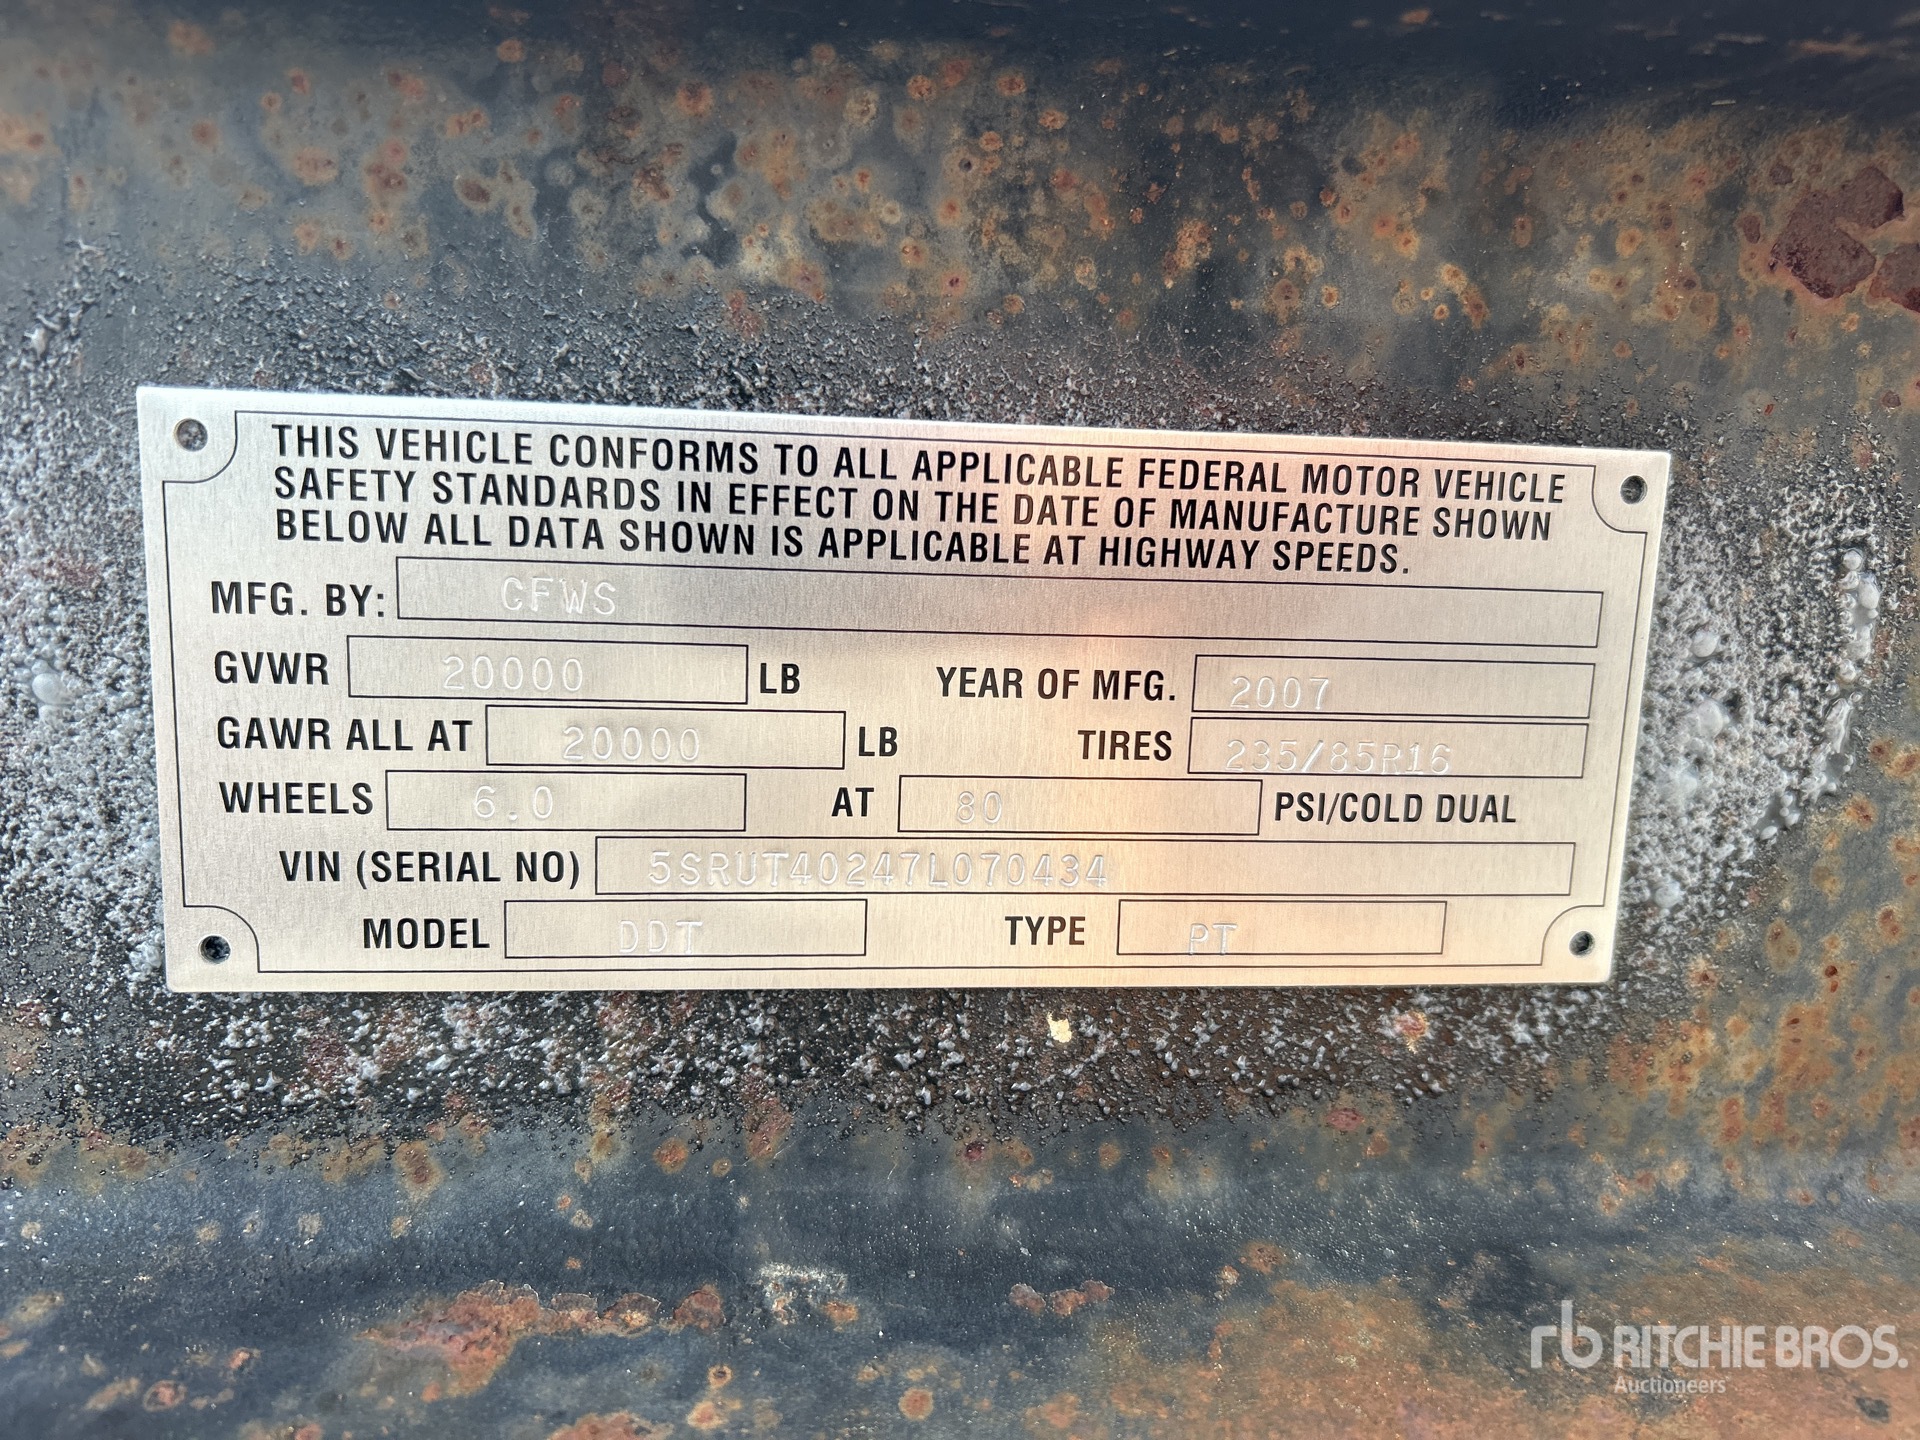 THIS VEHICLE CONFORMS TO ALL APPLICABLE FEDERAL MOTOR VEHICLE
SAFETY STANDARDS IN EFFECT ON THE DATE OF MANUFACTURE SHOWN
BELOW ALL DATA SHOWN IS APPLICABLE AT HIGHWAY SPEEDS.
MFG. BY: CFWS
GVWR 20000 LB YEAR OF MFG. 2007
GAWR ALL AT 20000 LB TIRES 235/85R16
WHEELS 6.0 AT 80 PSI/COLD DUAL
VIN (SERIAL NO) 5SRUT40247L070434
MODEL DDT TYPE PT
rb RITCHIE BROS.
Auctioneers